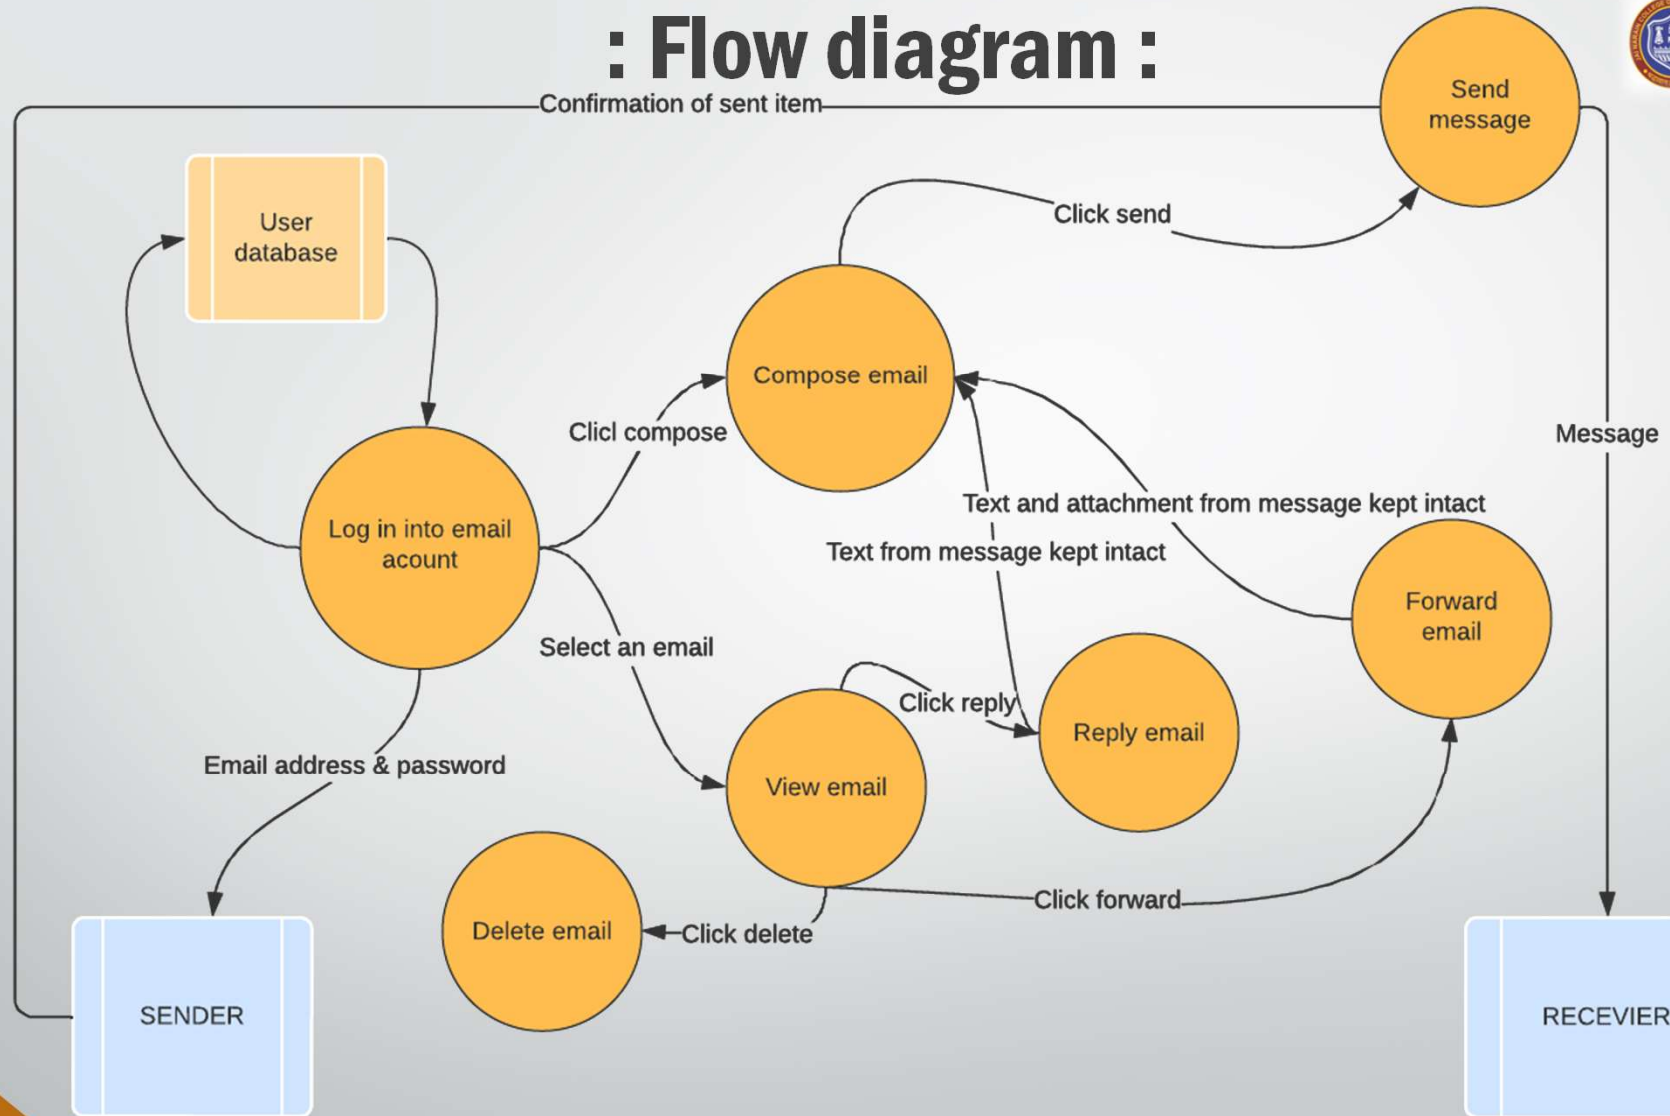 : Flow diagram :
Confirmation of sent item
Send
message
User
database
Click send
Compose email
Clicl compose
Message
Log in into email
acount
Text and attachment from message kept intact
Text from message kept intact
Forward
email
Select an email
Click reply
Reply email
Email address & password
View email
Click forward
Delete email
Click delete
SENDER
RECEVIER